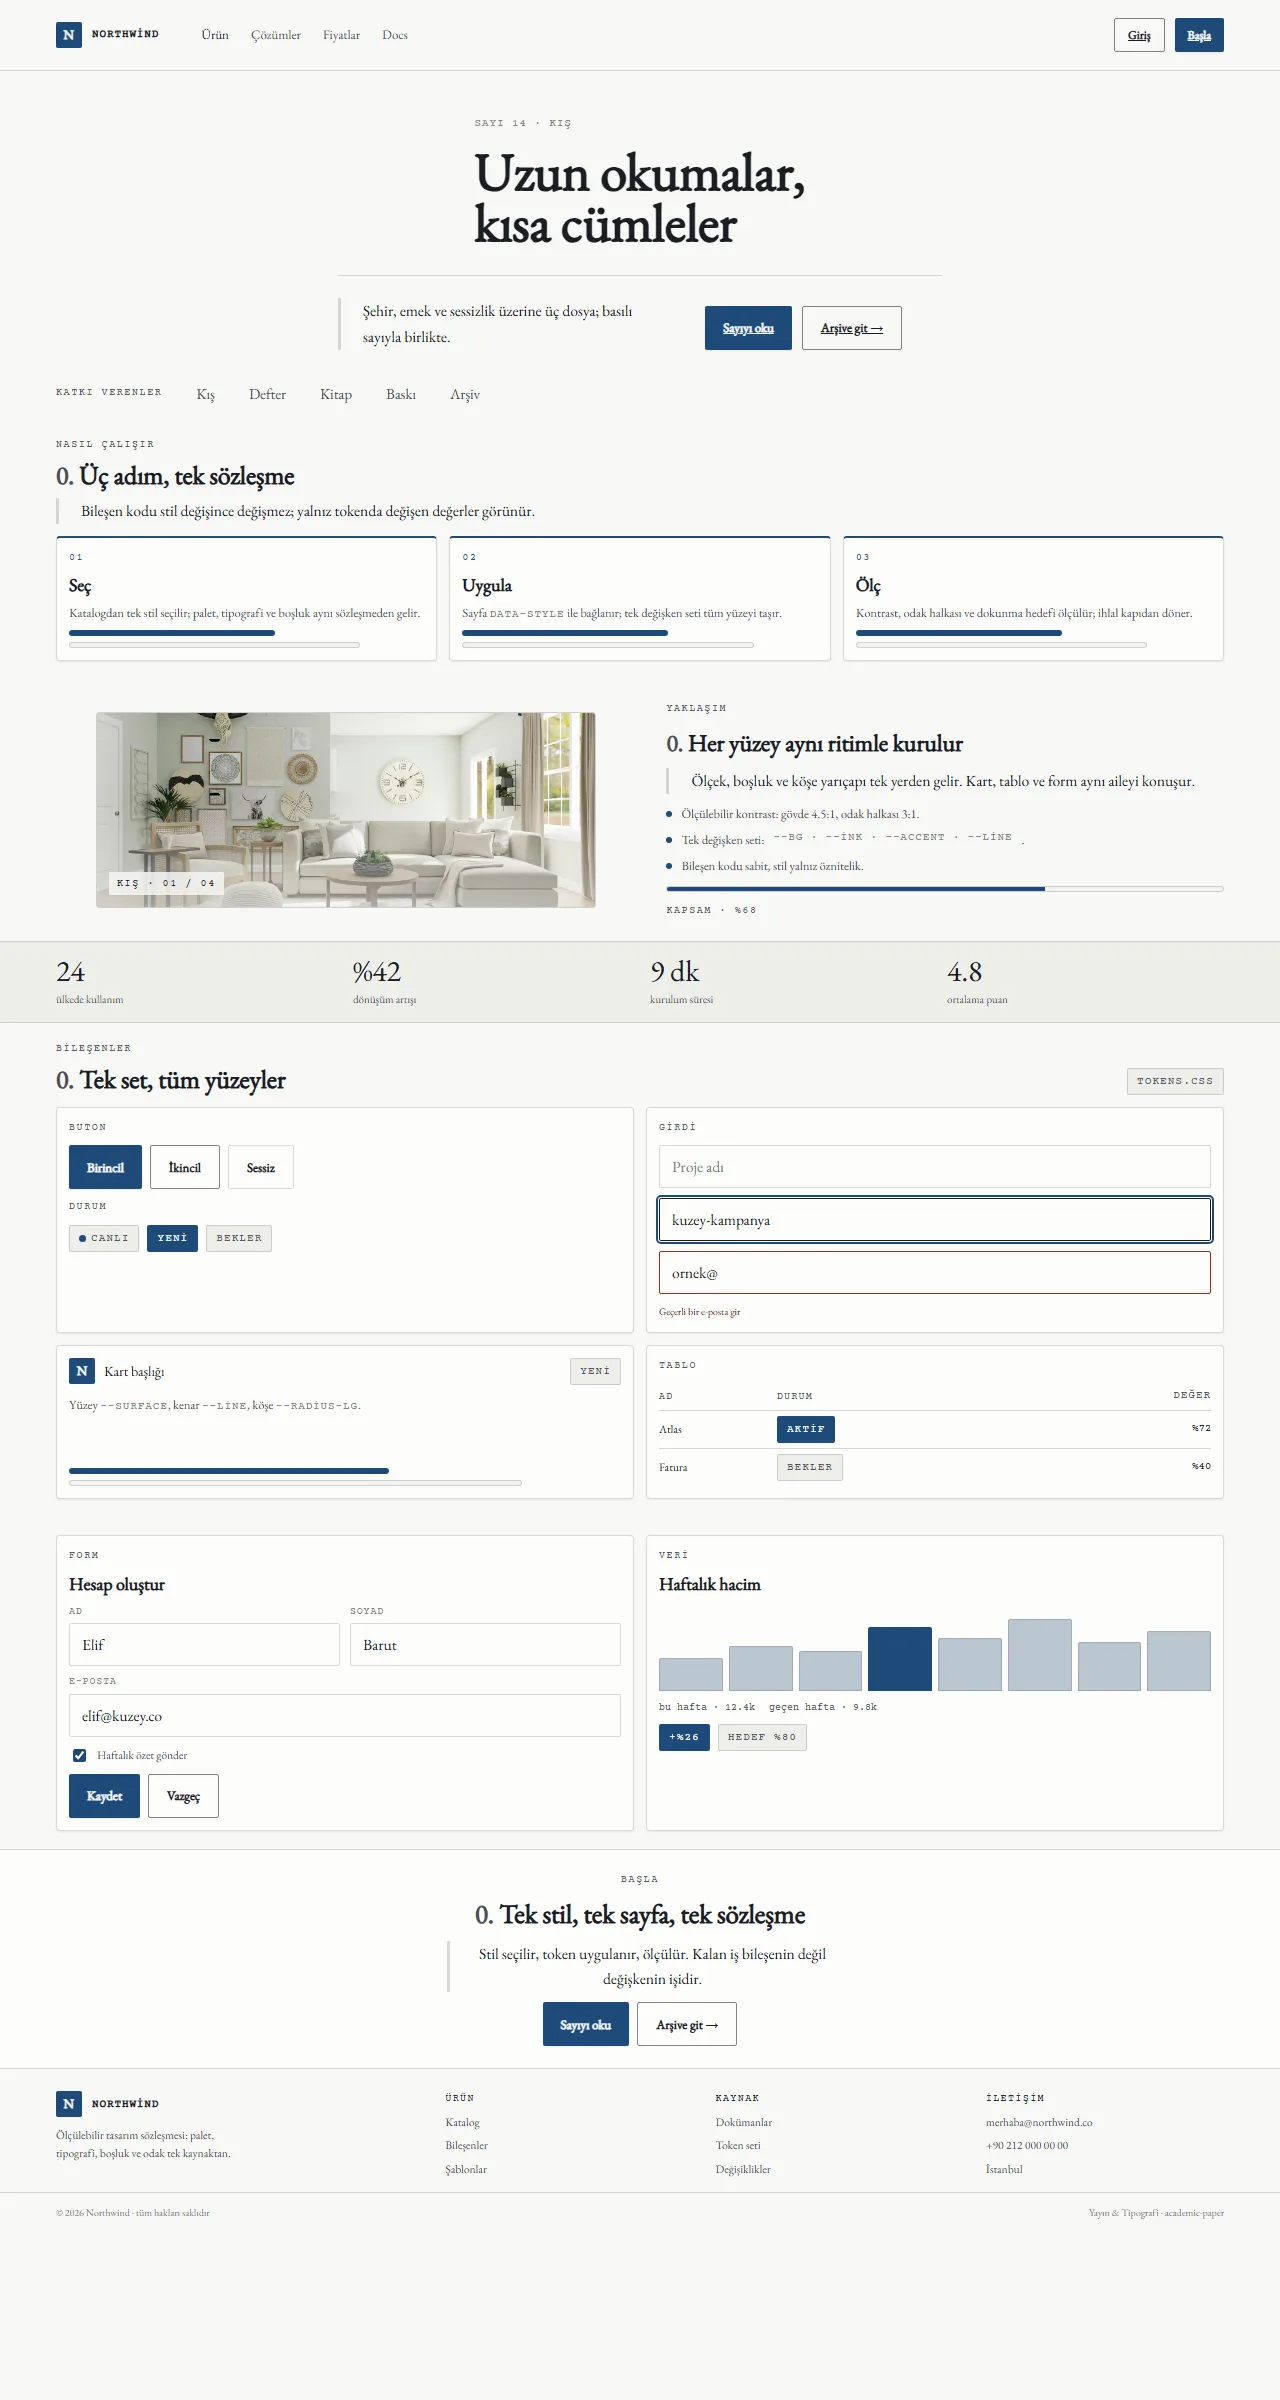 N NORTHWİND Ürün Çözümler Fiyatlar Docs Giriş Başla
SAYI 14 · KIŞ
Uzun okumalar,
kısa cümleler
Şehir, emek ve sessizlik üzerine üç dosya; basılı
sayıyla birlikte.
Sayıyı oku Arşive git →
KATKI VERENLER Kış Defter Kitap Baskı Arşiv
NASIL ÇALIŞIR
0. Üç adım, tek sözleşme
Bileşen kodu stil değişince değişmez; yalnız tokenda değişen değerler görünür.
01
Seç
Katalogdan tek stil seçilir; palet, tipografi ve boşluk aynı sözleşmeden gelir.
02
Uygula
Sayfa DATA-STYLE ile bağlanır; tek değişken seti tüm yüzeyi taşır.
03
Ölç
Kontrast, odak halkası ve dokunma hedefi ölçülür; ihlal kapıdan döner.
KIŞ · 01 / 04
YAKLAŞIM
0. Her yüzey aynı ritimle kurulur
Ölçek, boşluk ve köşe yarıçapı tek yerden gelir. Kart, tablo ve form aynı aileyi konuşur.
Ölçülebilir kontrast: gövde 4.5:1, odak halkası 3:1.
Tek değişken seti: --BG · --İNK · --ACCENT · --LİNE .
Bileşen kodu sabit, stil yalnız öznitelik.
KAPSAM · %68
24
ülkede kullanım
%42
dönüşüm artışı
9 dk
kurulum süresi
4.8
ortalama puan
BİLEŞENLER
0. Tek set, tüm yüzeyler
TOKENS.CSS
BUTON
Birincil İkincil Sessiz
DURUM
CANLI YENİ BEKLER
GİRDİ
Proje adı
kuzey-kampanya
ornek@
Geçerli bir e-posta gir
N Kart başlığı YENİ
Yüzey --SURFACE, kenar --LİNE, köşe --RADİUS-LG.
TABLO
AD DURUM DEĞER
Atlas AKTİF %72
Fatura BEKLER %40
FORM
Hesap oluştur
AD SOYAD
Elif Barut
E-POSTA
elif@kuzey.co
Haftalık özet gönder
Kaydet Vazgeç
VERİ
Haftalık hacim
bu hafta · 12.4k geçen hafta · 9.8k
+%26 HEDEF %80
BAŞLA
0. Tek stil, tek sayfa, tek sözleşme
Stil seçilir, token uygulanır, ölçülür. Kalan iş bileşenin değil
değişkenin işidir.
Sayıyı oku Arşive git →
N NORTHWİND
Ölçülebilir tasarım sözleşmesi: palet,
tipografi, boşluk ve odak tek kaynaktan.
ÜRÜN
Katalog
Bileşenler
Şablonlar
KAYNAK
Dokümanlar
Token seti
Değişiklikler
İLETİŞİM
merhaba@northwind.co
+90 212 000 00 00
İstanbul
© 2026 Northwind · tüm hakları saklıdır
Yayın & Tipografi · academic-paper